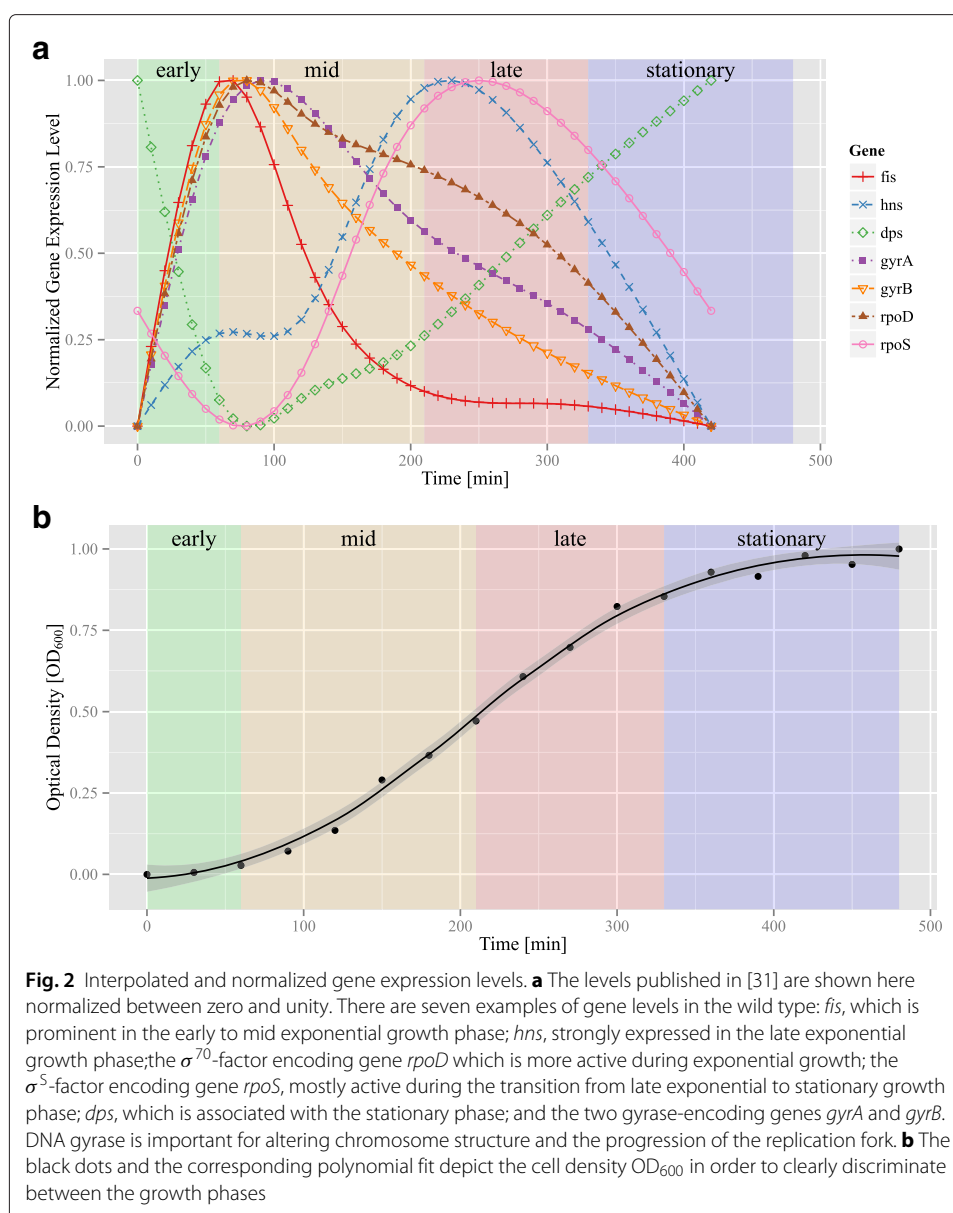 a
early mid late stationary
1.00
0.75
0.50
0.25
0.00
Normalized Gene Expression Level
0 100 200 300 400 500
Time [min]
Gene
fis
hns
dps
gyrA
gyrB
rpoD
rpoS
b
early mid late stationary
1.00
0.75
0.50
0.25
0.00
Optical Density [OD600]
0 100 200 300 400 500
Time [min]
Fig. 2 Interpolated and normalized gene expression levels. a The levels published in [31] are shown here
normalized between zero and unity. There are seven examples of gene levels in the wild type: fis, which is
prominent in the early to mid exponential growth phase; hns, strongly expressed in the late exponential
growth phase;the σ70-factor encoding gene rpoD which is more active during exponential growth; the
σS-factor encoding gene rpoS, mostly active during the transition from late exponential to stationary growth
phase; dps, which is associated with the stationary phase; and the two gyrase-encoding genes gyrA and gyrB.
DNA gyrase is important for altering chromosome structure and the progression of the replication fork. b The
black dots and the corresponding polynomial fit depict the cell density OD600 in order to clearly discriminate
between the growth phases